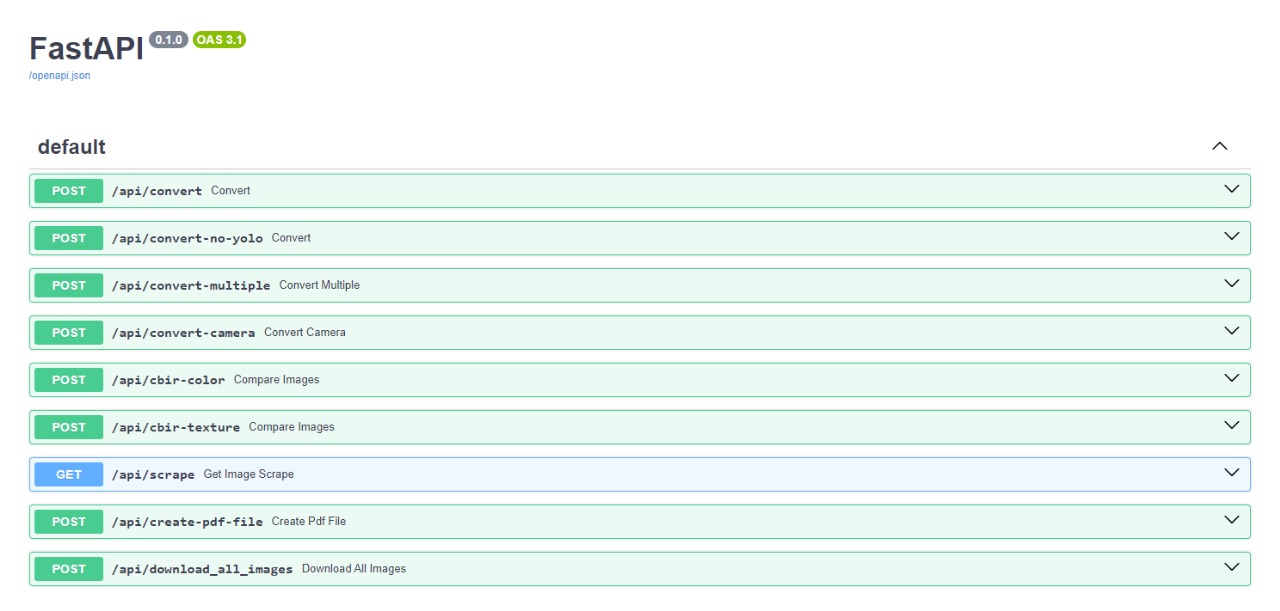 FastAPI 0.1.0 OAS 3.1
/openapi.json
default
POST /api/convert Convert
POST /api/convert-no-yolo Convert
POST /api/convert-multiple Convert Multiple
POST /api/convert-camera Convert Camera
POST /api/cbir-color Compare Images
POST /api/cbir-texture Compare Images
GET /api/scrape Get Image Scrape
POST /api/create-pdf-file Create Pdf File
POST /api/download_all_images Download All Images